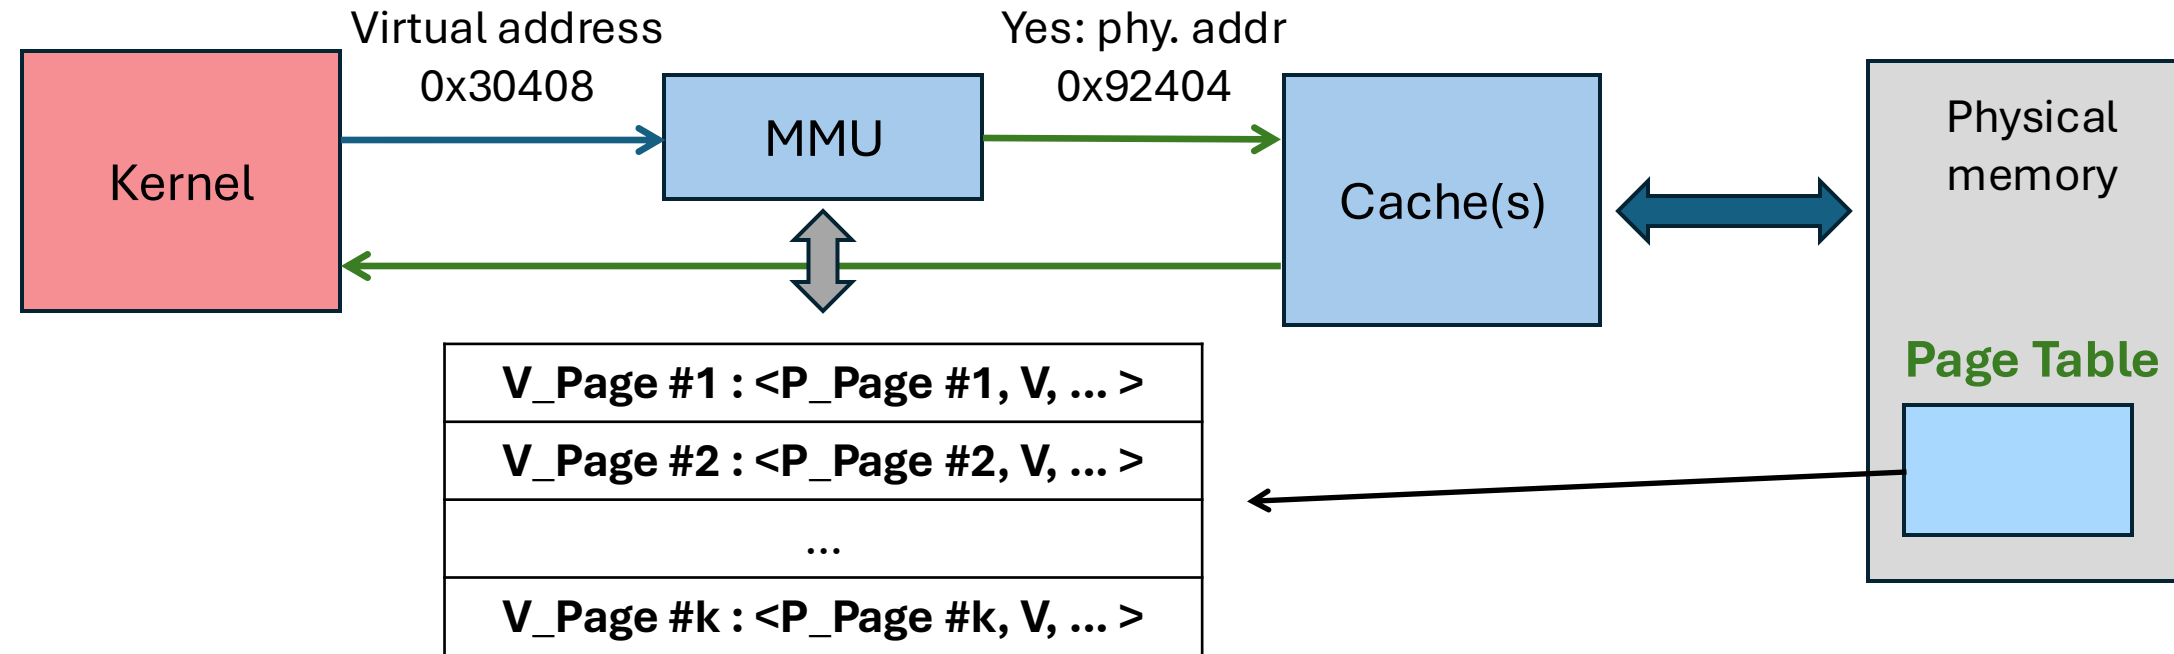 Virtual address
0x30408
Yes: phy. addr
0x92404
Kernel
MMU
Cache(s)
Physical
memory
Page Table
V_Page #1 : <P_Page #1, V, ... >
V_Page #2 : <P_Page #2, V, ... >
...
V_Page #k : <P_Page #k, V, ... >